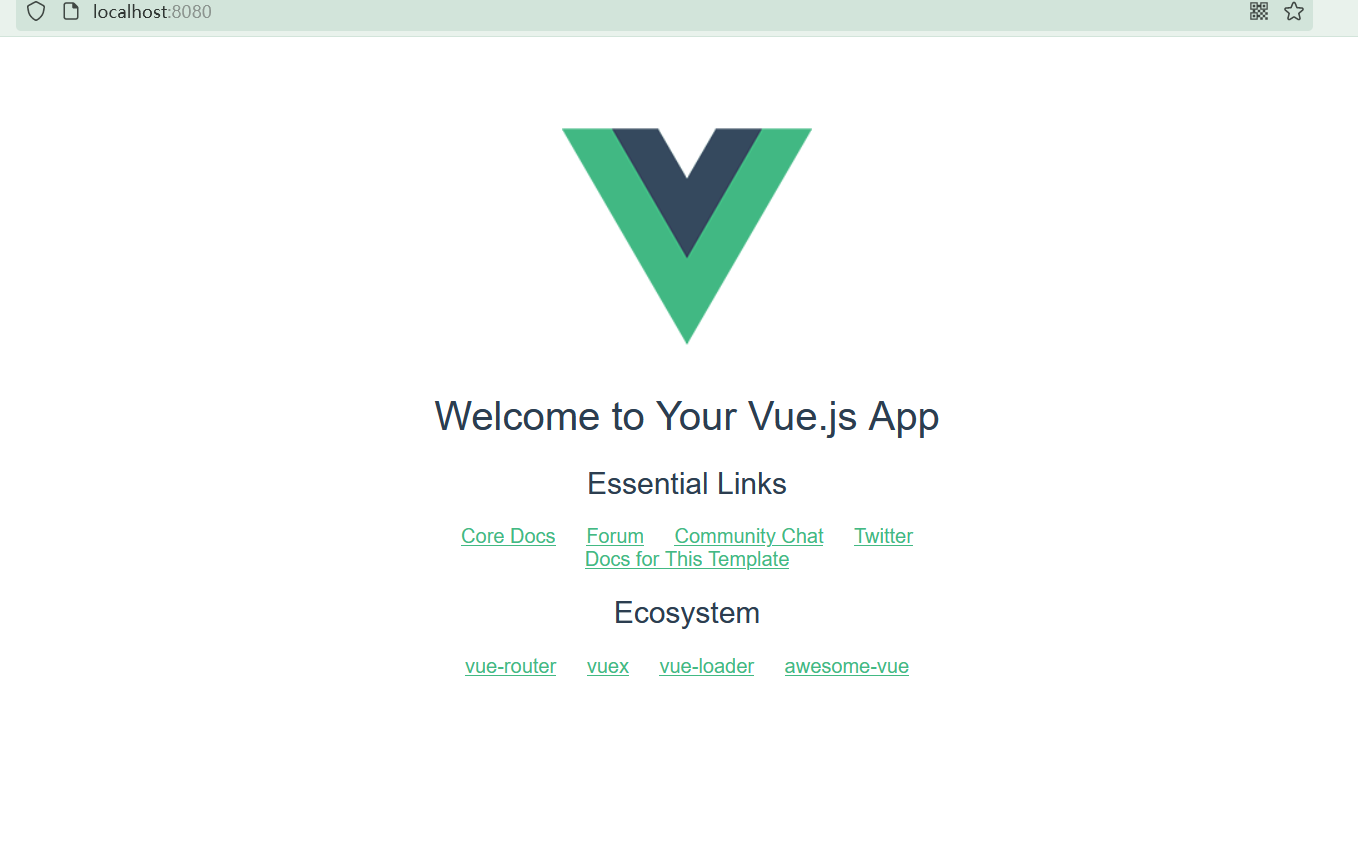 localhost:8080
Welcome to Your Vue.js App
Essential Links
Core Docs Forum Community Chat Twitter
Docs for This Template
Ecosystem
vue-router vuex vue-loader awesome-vue